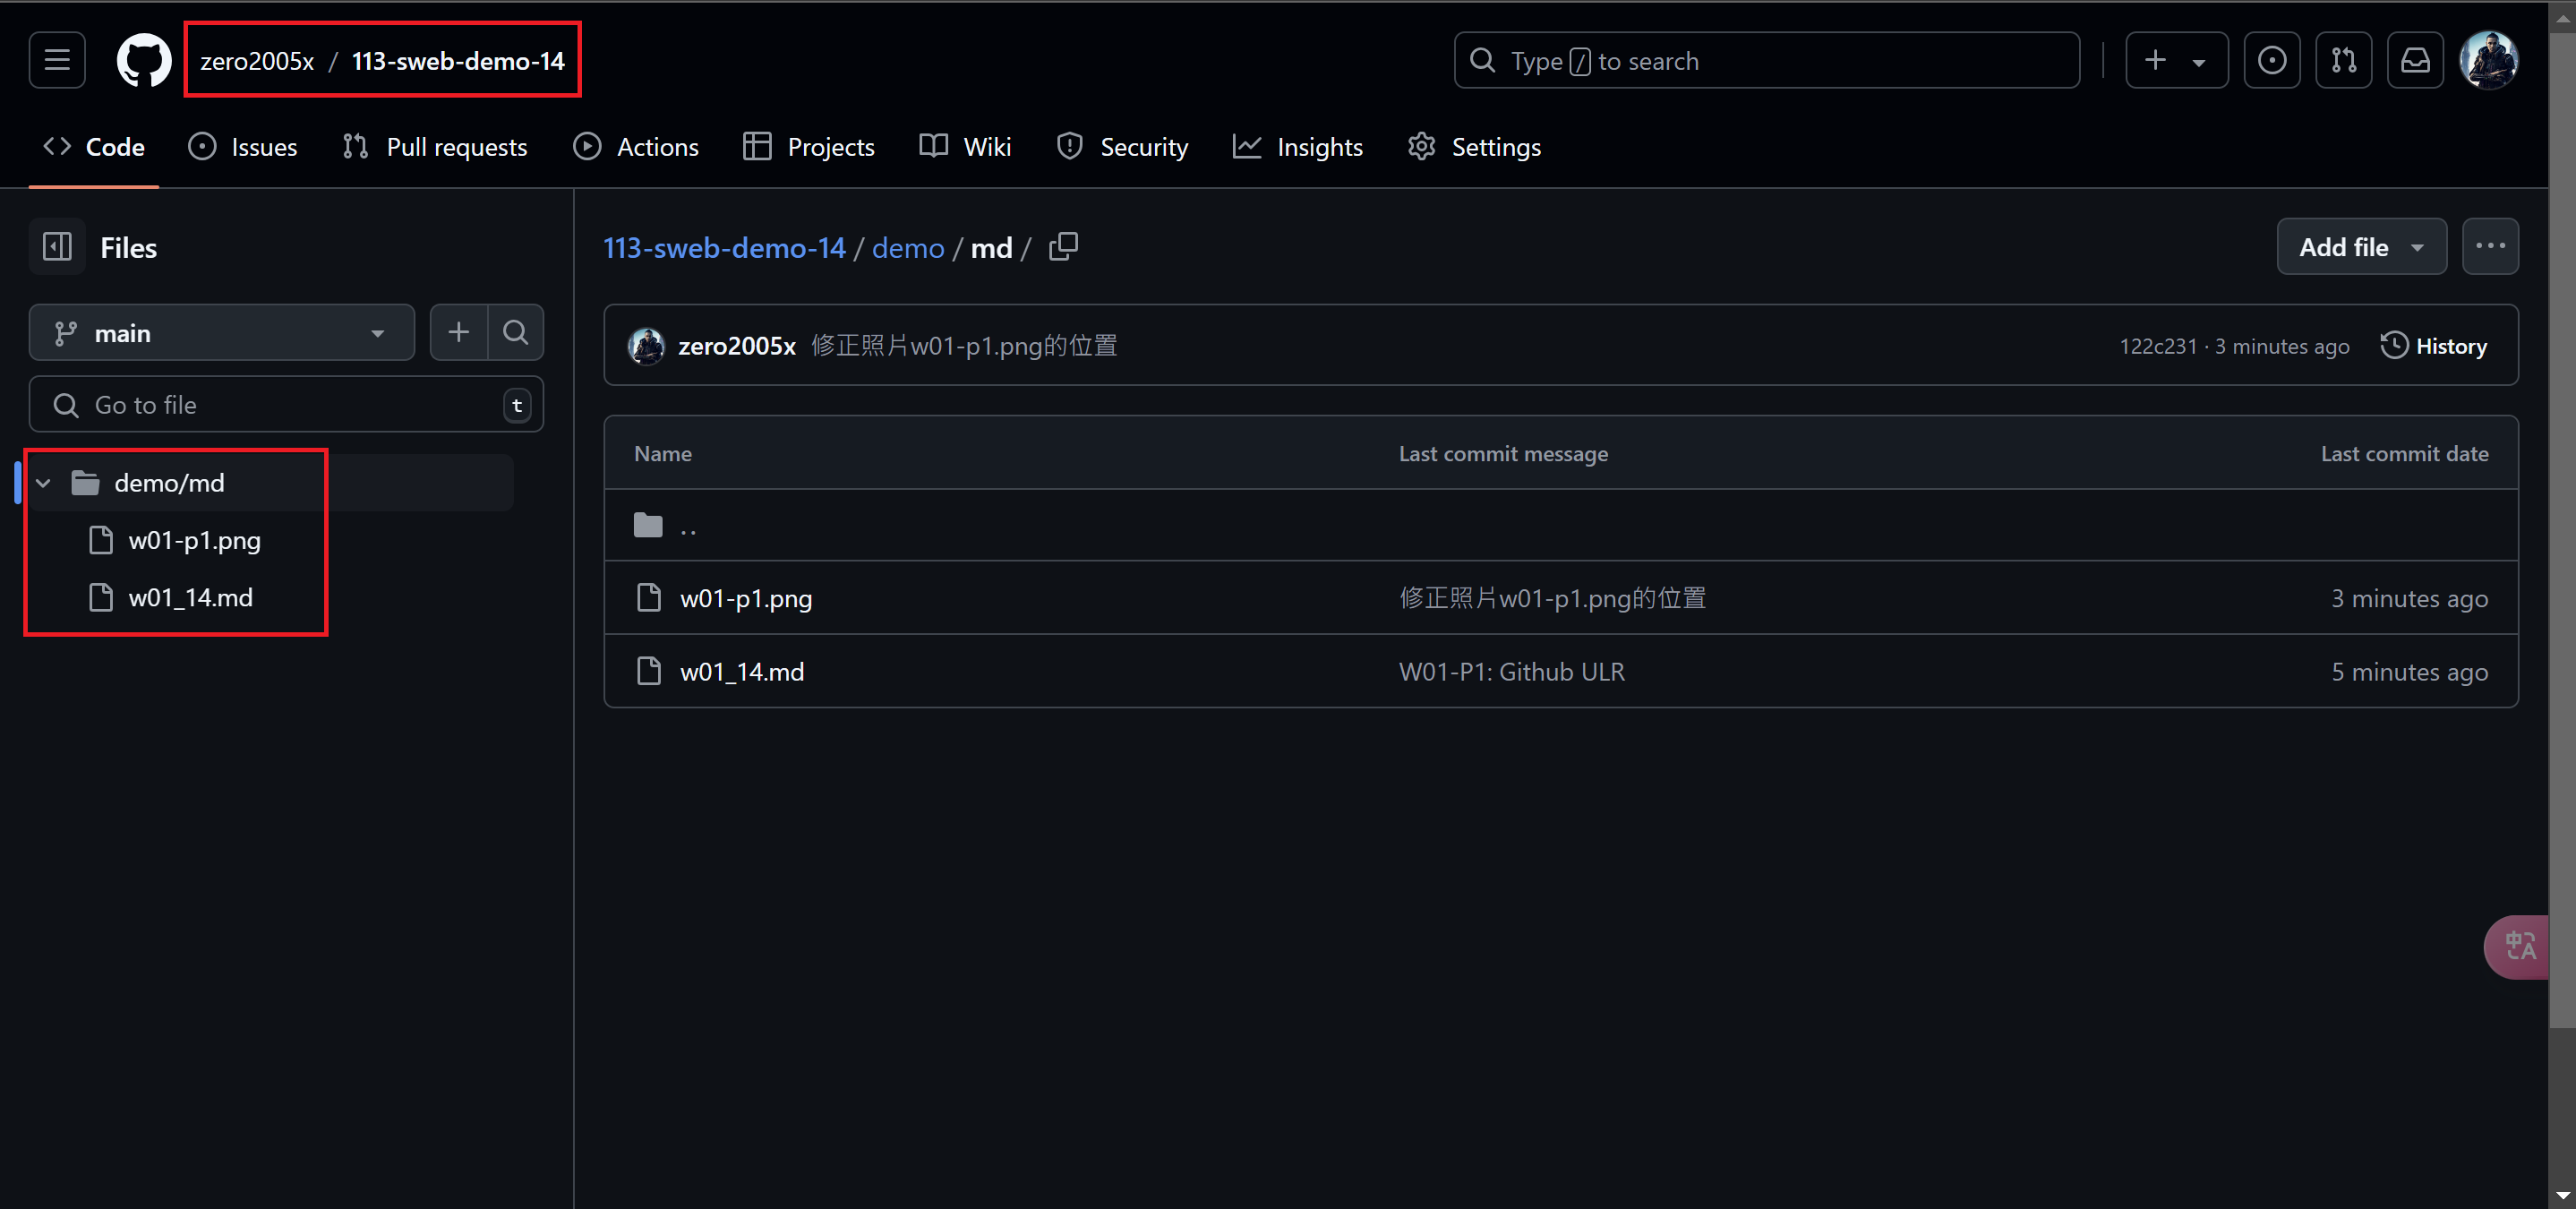 zero2005x / 113-sweb-demo-14
Type / to search
Code Issues Pull requests Actions Projects Wiki Security Insights Settings
Files
main
Go to file t
demo/md
w01-p1.png
w01_14.md
113-sweb-demo-14 / demo / md /
Add file
zero2005x 修正照片w01-p1.png的位置 122c231 · 3 minutes ago History
Name Last commit message Last commit date
..
w01-p1.png 修正照片w01-p1.png的位置 3 minutes ago
w01_14.md W01-P1: Github ULR 5 minutes ago
中A